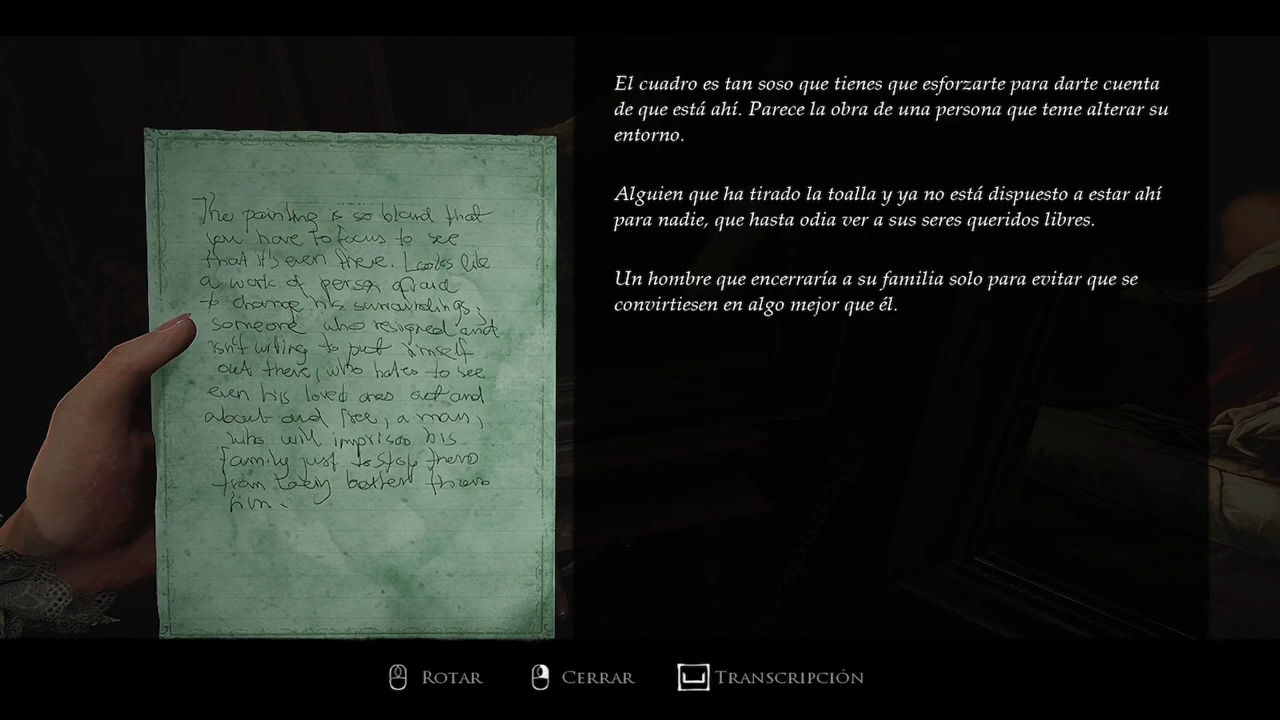 The painting is so bland that
you have to focus to see
that it's even there. Looks like
a work of person afraid
to change his surroundings;
someone who resigned and
isn't willing to put himself
out there, who hates to see
even his loved ones out and
about and free, a man,
who will imprison his
family just to stop them
from being better than
him.
El cuadro es tan soso que tienes que esforzarte para darte cuenta
de que está ahí. Parece la obra de una persona que teme alterar su
entorno.
Alguien que ha tirado la toalla y ya no está dispuesto a estar ahí
para nadie, que hasta odia ver a sus seres queridos libres.
Un hombre que encerraría a su familia solo para evitar que se
convirtiesen en algo mejor que él.
ROTAR
CERRAR
TRANSCRIPCIÓN